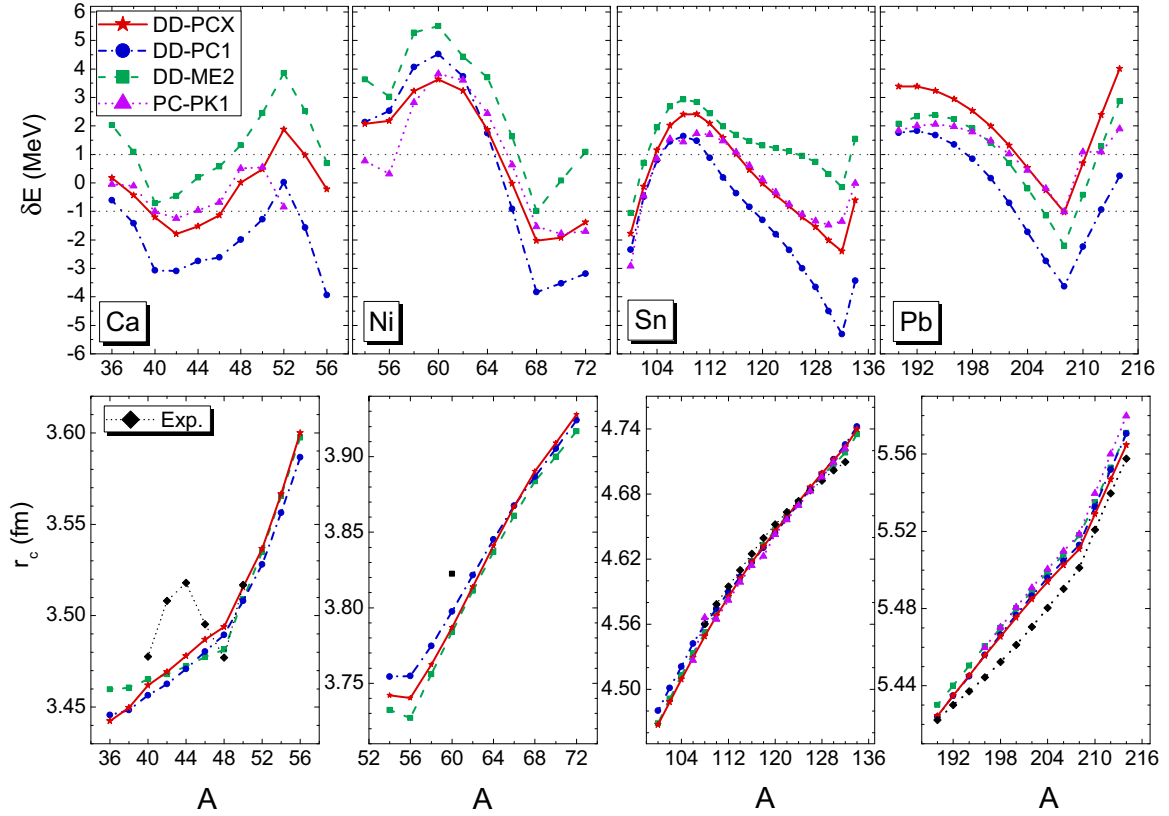 DD-PCX
DD-PC1
DD-ME2
PC-PK1
δE (MeV)
6
5
4
3
2
1
0
-1
-2
-3
-4
-5
-6
Ca
Ni
Sn
Pb
36 40 44 48 52 56
56 60 64 68 72
104 112 120 128 136
192 198 204 210 216
Exp.
r_c (fm)
3.60
3.55
3.50
3.45
3.90
3.85
3.80
3.75
4.74
4.68
4.62
4.56
4.50
5.56
5.52
5.48
5.44
36 40 44 48 52 56
52 56 60 64 68 72
104 112 120 128 136
192 198 204 210 216
A A A A